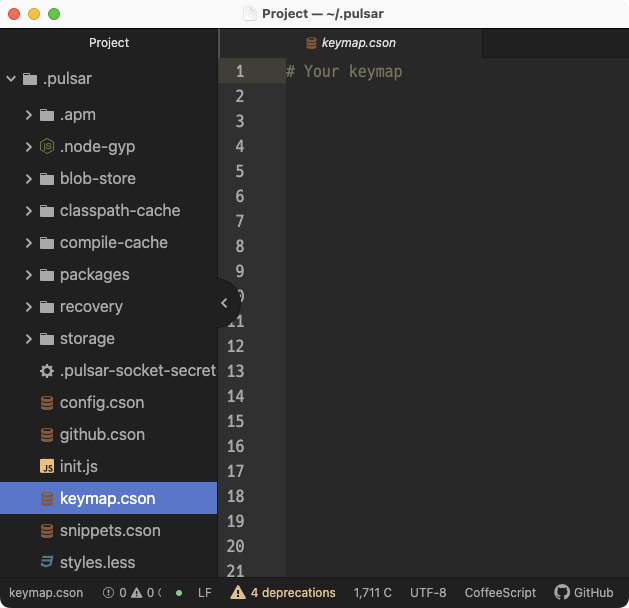 Project — ~/.pulsar
Project
keymap.cson
.pulsar
.apm
.node-gyp
blob-store
classpath-cache
compile-cache
packages
recovery
storage
.pulsar-socket-secret
config.cson
github.cson
JS init.js
keymap.cson
snippets.cson
styles.less
1 # Your keymap
2
3
4
5
6
7
8
9
11
12
13
14
15
16
17
18
19
20
21
keymap.cson 0 0 LF 4 deprecations 1,711 C UTF-8 CoffeeScript GitHub